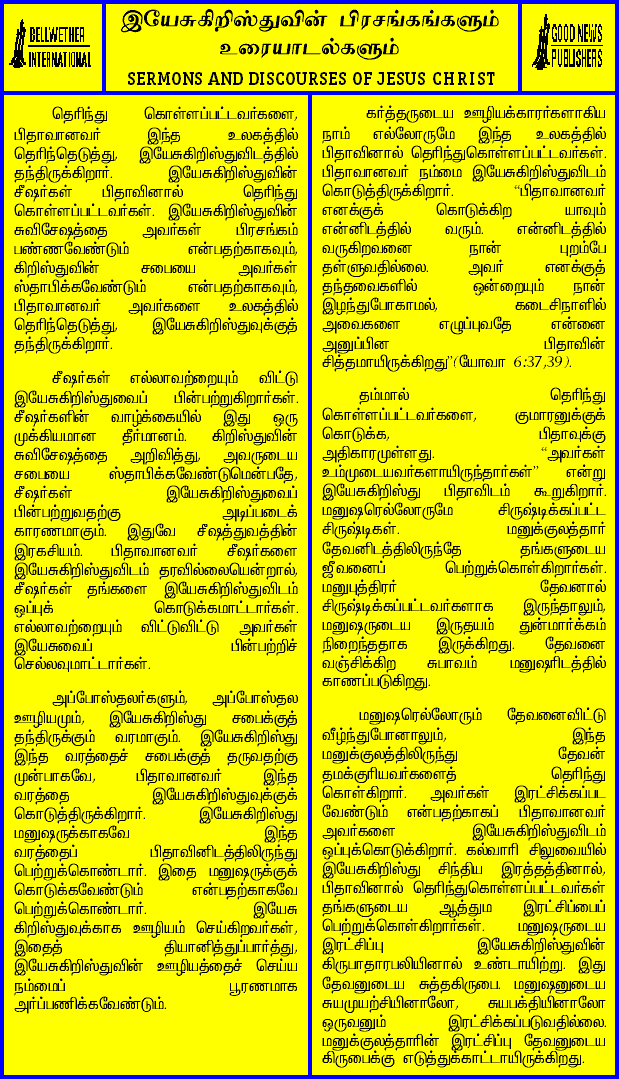 இயேசுகிறிஸ்துவின் பிரசங்கங்களும்
உரையாடல்களும்
SERMONS AND DISCOURSES OF JESUS CHRIST
BELLWETHER
INTERNATIONAL
GOOD NEWS
PUBLISHERS
தெரிந்து கொள்ளப்பட்டவர்களை,
பிதாவானவர் இந்த உலகத்தில்
தெரிந்தெடுத்து, இயேசுகிறிஸ்துவிடத்தில்
தந்திருக்கிறார். இயேசுகிறிஸ்துவின்
சீஷர்கள் பிதாவினால் தெரிந்து
கொள்ளப்பட்டவர்கள். இயேசுகிறிஸ்துவின்
சுவிசேஷத்தை அவர்கள் பிரசங்கம்
பண்ணவேண்டும் என்பதற்காகவும்,
கிறிஸ்துவின் சபையை அவர்கள்
ஸ்தாபிக்கவேண்டும் என்பதற்காகவும்,
பிதாவானவர் அவர்களை உலகத்தில்
தெரிந்தெடுத்து, இயேசுகிறிஸ்துவுக்குத்
தந்திருக்கிறார்.
சீஷர்கள் எல்லாவற்றையும் விட்டு
இயேசுகிறிஸ்துவைப் பின்பற்றுகிறார்கள்.
சீஷர்களின் வாழ்க்கையில் இது ஒரு
முக்கியமான தீர்மானம். கிறிஸ்துவின்
சுவிசேஷத்தை அறிவித்து, அவருடைய
சபையை ஸ்தாபிக்கவேண்டுமென்பதே,
சீஷர்கள் இயேசுகிறிஸ்துவைப்
பின்பற்றுவதற்கு அடிப்படைக்
காரணமாகும். இதுவே சீஷத்துவத்தின்
இரகசியம். பிதாவானவர் சீஷர்களை
இயேசுகிறிஸ்துவிடம் தரவில்லையென்றால்,
சீஷர்கள் தங்களை இயேசுகிறிஸ்துவிடம்
ஒப்புக் கொடுக்கமாட்டார்கள்.
எல்லாவற்றையும் விட்டுவிட்டு அவர்கள்
இயேசுவைப் பின்பற்றிச்
செல்லவுமாட்டார்கள்.
அப்போஸ்தலர்களும், அப்போஸ்தல
ஊழியமும், இயேசுகிறிஸ்து சபைக்குத்
தந்திருக்கும் வரமாகும். இயேசுகிறிஸ்து
இந்த வரத்தைச் சபைக்குத் தருவதற்கு
முன்பாகவே, பிதாவானவர் இந்த
வரத்தை இயேசுகிறிஸ்துவுக்குக்
கொடுத்திருக்கிறார். இயேசுகிறிஸ்து
மனுஷருக்காகவே இந்த
வரத்தைப் பிதாவினிடத்திலிருந்து
பெற்றுக்கொண்டார். இதை மனுஷருக்குக்
கொடுக்கவேண்டும் என்பதற்காகவே
பெற்றுக்கொண்டார். இயேசு
கிறிஸ்துவுக்காக ஊழியம் செய்கிறவர்கள்,
இதைத் தியானித்துப்பார்த்து,
இயேசுகிறிஸ்துவின் ஊழியத்தைச் செய்ய
நம்மைப் பூரணமாக
அர்ப்பணிக்கவேண்டும்.
கர்த்தருடைய ஊழியக்காரர்களாகிய
நாம் எல்லோருமே இந்த உலகத்தில்
பிதாவினால் தெரிந்துகொள்ளப்பட்டவர்கள்.
பிதாவானவர் நம்மை இயேசுகிறிஸ்துவிடம்
கொடுத்திருக்கிறார். “பிதாவானவர்
எனக்குக் கொடுக்கிற யாவும்
என்னிடத்தில் வரும். என்னிடத்தில்
வருகிறவனை நான் புறம்பே
தள்ளுவதில்லை. அவர் எனக்குத்
தந்தவைகளில் ஒன்றையும் நான்
இழந்துபோகாமல், கடைசிநாளில்
அவைகளை எழுப்புவதே என்னை
அனுப்பின பிதாவின்
சித்தமாயிருக்கிறது”(யோவா 6:37,39).
தம்மால் தெரிந்து
கொள்ளப்பட்டவர்களை, குமாரனுக்குக்
கொடுக்க, பிதாவுக்கு
அதிகாரமுள்ளது. “அவர்கள்
உம்முடையவர்களாயிருந்தார்கள்” என்று
இயேசுகிறிஸ்து பிதாவிடம் கூறுகிறார்.
மனுஷரெல்லோருமே சிருஷ்டிக்கப்பட்ட
சிருஷ்டிகள். மனுக்குலத்தார்
தேவனிடத்திலிருந்தே தங்களுடைய
ஜீவனைப் பெற்றுக்கொள்கிறார்கள்.
மனுபுத்திரர் தேவனால்
சிருஷ்டிக்கப்பட்டவர்களாக இருந்தாலும்,
மனுஷருடைய இருதயம் துன்மார்க்கம்
நிறைந்ததாக இருக்கிறது. தேவனை
வஞ்சிக்கிற சுபாவம் மனுஷரிடத்தில்
காணப்படுகிறது.
மனுஷரெல்லோரும் தேவனைவிட்டு
வீழ்ந்துபோனாலும், இந்த
மனுக்குலத்திலிருந்து தேவன்
தமக்குரியவர்களைத் தெரிந்து
கொள்கிறார். அவர்கள் இரட்சிக்கப்பட
வேண்டும் என்பதற்காகப் பிதாவானவர்
அவர்களை இயேசுகிறிஸ்துவிடம்
ஒப்புக்கொடுக்கிறார். கல்வாரி சிலுவையில்
இயேசுகிறிஸ்து சிந்திய இரத்தத்தினால்,
பிதாவினால் தெரிந்துகொள்ளப்பட்டவர்கள்
தங்களுடைய ஆத்தும இரட்சிப்பைப்
பெற்றுக்கொள்கிறார்கள். மனுஷருடைய
இரட்சிப்பு இயேசுகிறிஸ்துவின்
கிருபாதாரபலியினால் உண்டாயிற்று. இது
தேவனுடைய சுத்தகிருபை. மனுஷனுடைய
சுயமுயற்சியினாலோ, சுயபக்தியினாலோ
ஒருவனும் இரட்சிக்கப்படுவதில்லை.
மனுக்குலத்தாரின் இரட்சிப்பு தேவனுடைய
கிருபைக்கு எடுத்துக்காட்டாயிருக்கிறது.